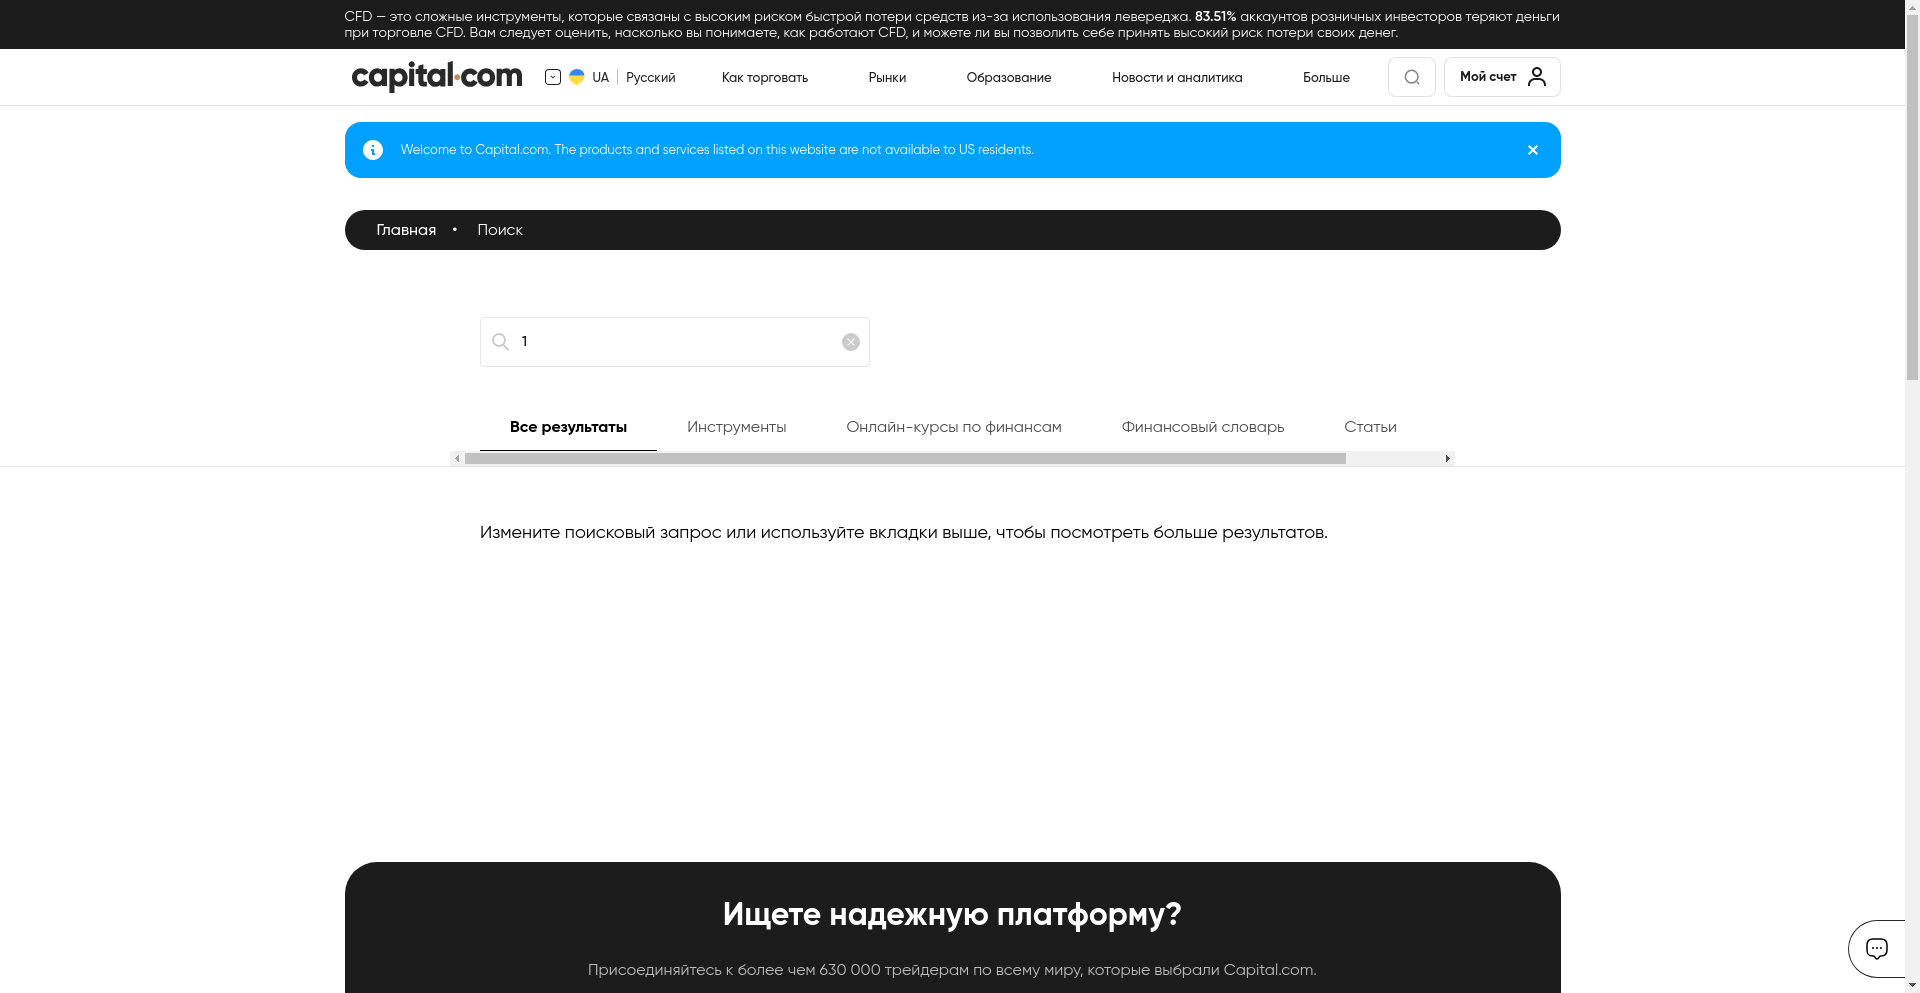 CFD — это сложные инструменты, которые связаны с высоким риском быстрой потери средств из-за использования левереджа. 83.51% аккаунтов розничных инвесторов теряют деньги
при торговле CFD. Вам следует оценить, насколько вы понимаете, как работают CFD, и можете ли вы позволить себе принять высокий риск потери своих денег.
capital.com UA Русский Как торговать Рынки Образование Новости и аналитика Больше Мой счет
Welcome to Capital.com. The products and services listed on this website are not available to US residents.
Главная • Поиск
1
Все результаты Инструменты Онлайн-курсы по финансам Финансовый словарь Статьи
Измените поисковый запрос или используйте вкладки выше, чтобы посмотреть больше результатов.
Ищете надежную платформу?
Присоединяйтесь к более чем 630 000 трейдерам по всему миру, которые выбрали Capital.com.